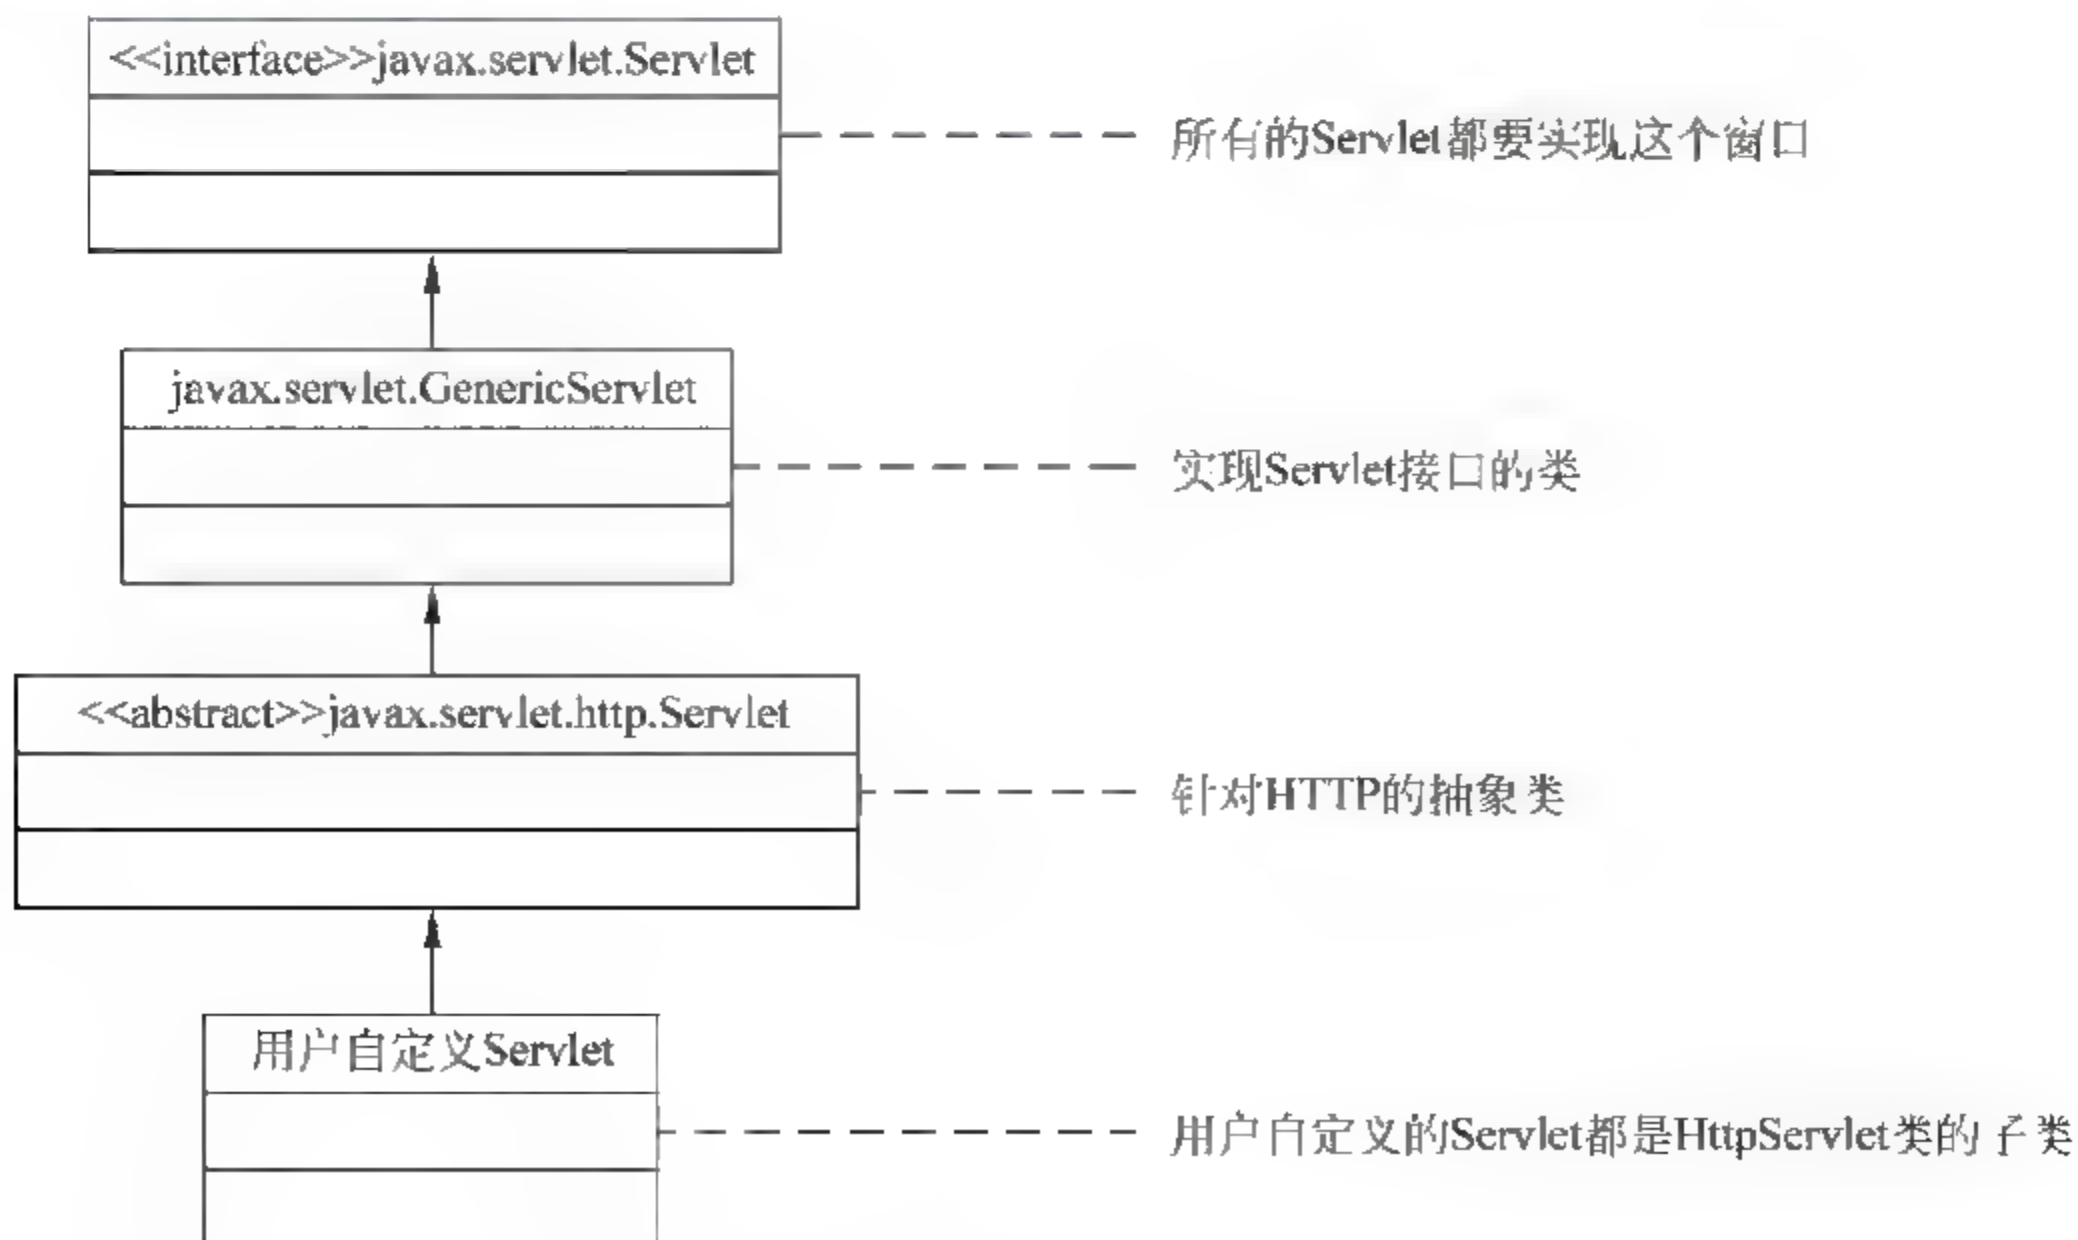 <<interface>>javax.servlet.Servlet
所有的Servlet都要实现这个窗口
javax.servlet.GenericServlet
实现Servlet接口的类
<<abstract>>javax.servlet.http.Servlet
针对HTTP的抽象类
用户自定义Servlet
用户自定义的Servlet都是HttpServlet类的子类